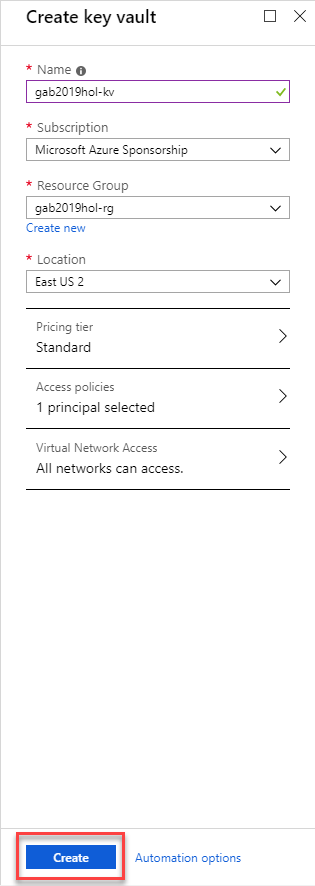 Create key vault
* Name
gab2019hol-kv
* Subscription
Microsoft Azure Sponsorship
* Resource Group
gab2019hol-rg
Create new
* Location
East US 2
Pricing tier
Standard
Access policies
1 principal selected
Virtual Network Access
All networks can access.
Create Automation options